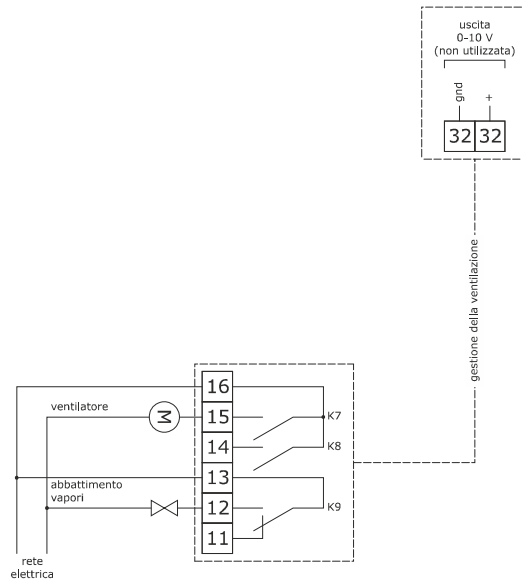 uscita
0-10 V
(non utilizzata)
gnd
+
32 32
gestione della ventilazione
16
ventilatore
M
15
K7
14
K8
13
abbattimento
vapori
12
K9
11
rete
elettrica